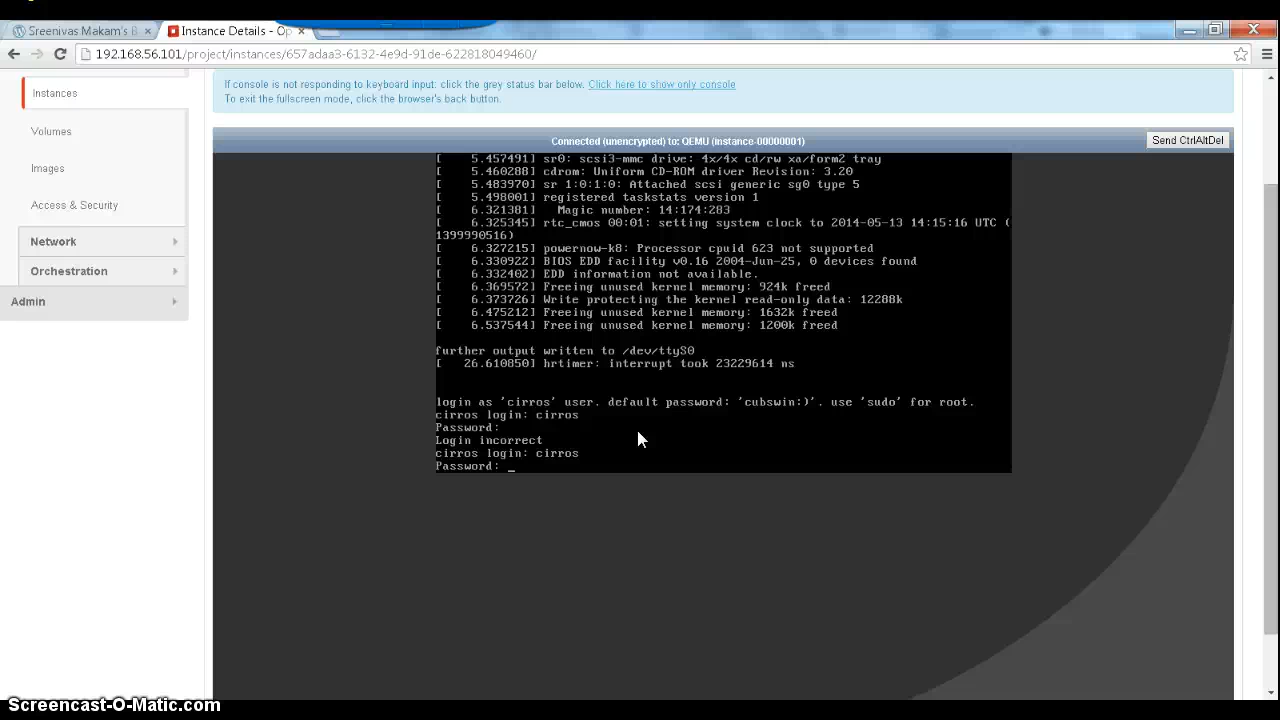 Sreenivas Makam's B
Instance Details - Op
192.168.56.101/project/instances/657adaa3-6132-4e9d-91de-622818049460/
Instances
Volumes
Images
Access & Security
Network
Orchestration
Admin
If console is not responding to keyboard input: click the grey status bar below. Click here to show only console
To exit the fullscreen mode, click the browser's back button.
Connected (unencrypted) to: QEMU (instance-00000001)
Send CtrlAltDel
[    5.457491] sr0: scsi3-mmc drive: 4x/4x cd/rw xa/form2 tray
[    5.460288] cdrom: Uniform CD-ROM driver Revision: 3.20
[    5.483970] sr 1:0:1:0: Attached scsi generic sg0 type 5
[    5.498001] registered taskstats version 1
[    6.321381]   Magic number: 14:174:283
[    6.325345] rtc_cmos 00:01: setting system clock to 2014-05-13 14:15:16 UTC (
1399990516)
[    6.327215] powernow-k8: Processor cpuid 623 not supported
[    6.330922] BIOS EDD facility v0.16 2004-Jun-25, 0 devices found
[    6.332402] EDD information not available.
[    6.369572] Freeing unused kernel memory: 924k freed
[    6.373726] Write protecting the kernel read-only data: 12288k
[    6.475212] Freeing unused kernel memory: 1632k freed
[    6.537544] Freeing unused kernel memory: 1200k freed
further output written to /dev/ttyS0
[   26.610850] hrtimer: interrupt took 23229614 ns
login as 'cirros' user. default password: 'cubswin:)'. use 'sudo' for root.
cirros login: cirros
Password:
Login incorrect
cirros login: cirros
Password: _
Screencast-O-Matic.com